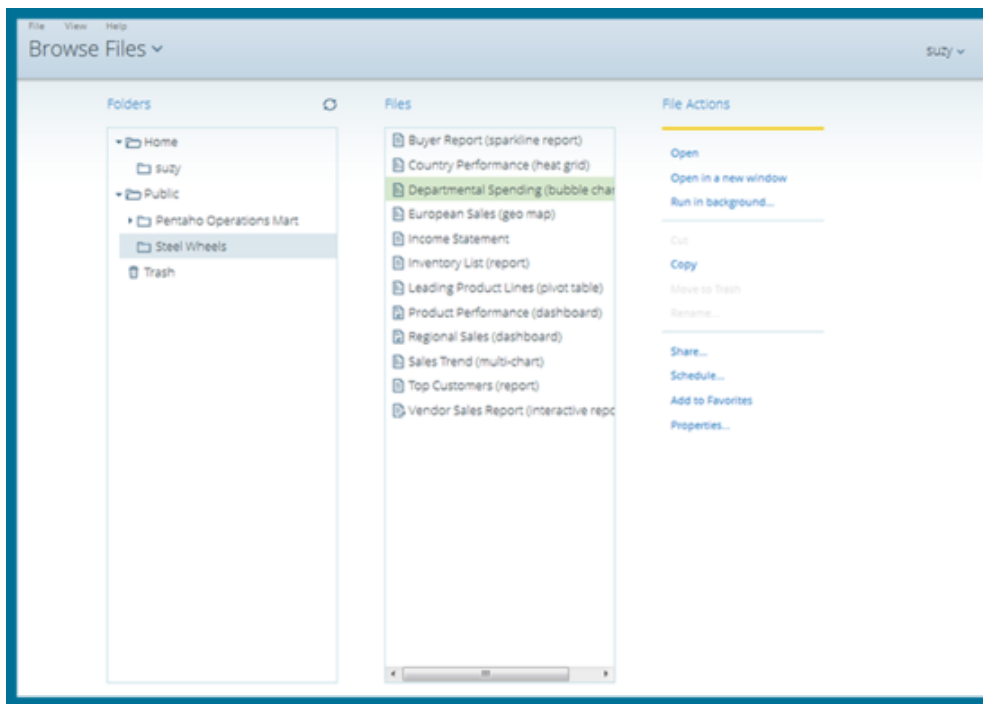 File View Help
Browse Files
suzy
Folders
Home
suzy
Public
Pentaho Operations Mart
Steel Wheels
Trash
Files
Buyer Report (sparkline report)
Country Performance (heat grid)
Departmental Spending (bubble char
European Sales (geo map)
Income Statement
Inventory List (report)
Leading Product Lines (pivot table)
Product Performance (dashboard)
Regional Sales (dashboard)
Sales Trend (multi-chart)
Top Customers (report)
Vendor Sales Report (interactive repo
File Actions
Open
Open in a new window
Run in background...
Cut
Copy
Move to Trash
Rename...
Share...
Schedule...
Add to Favorites
Properties...